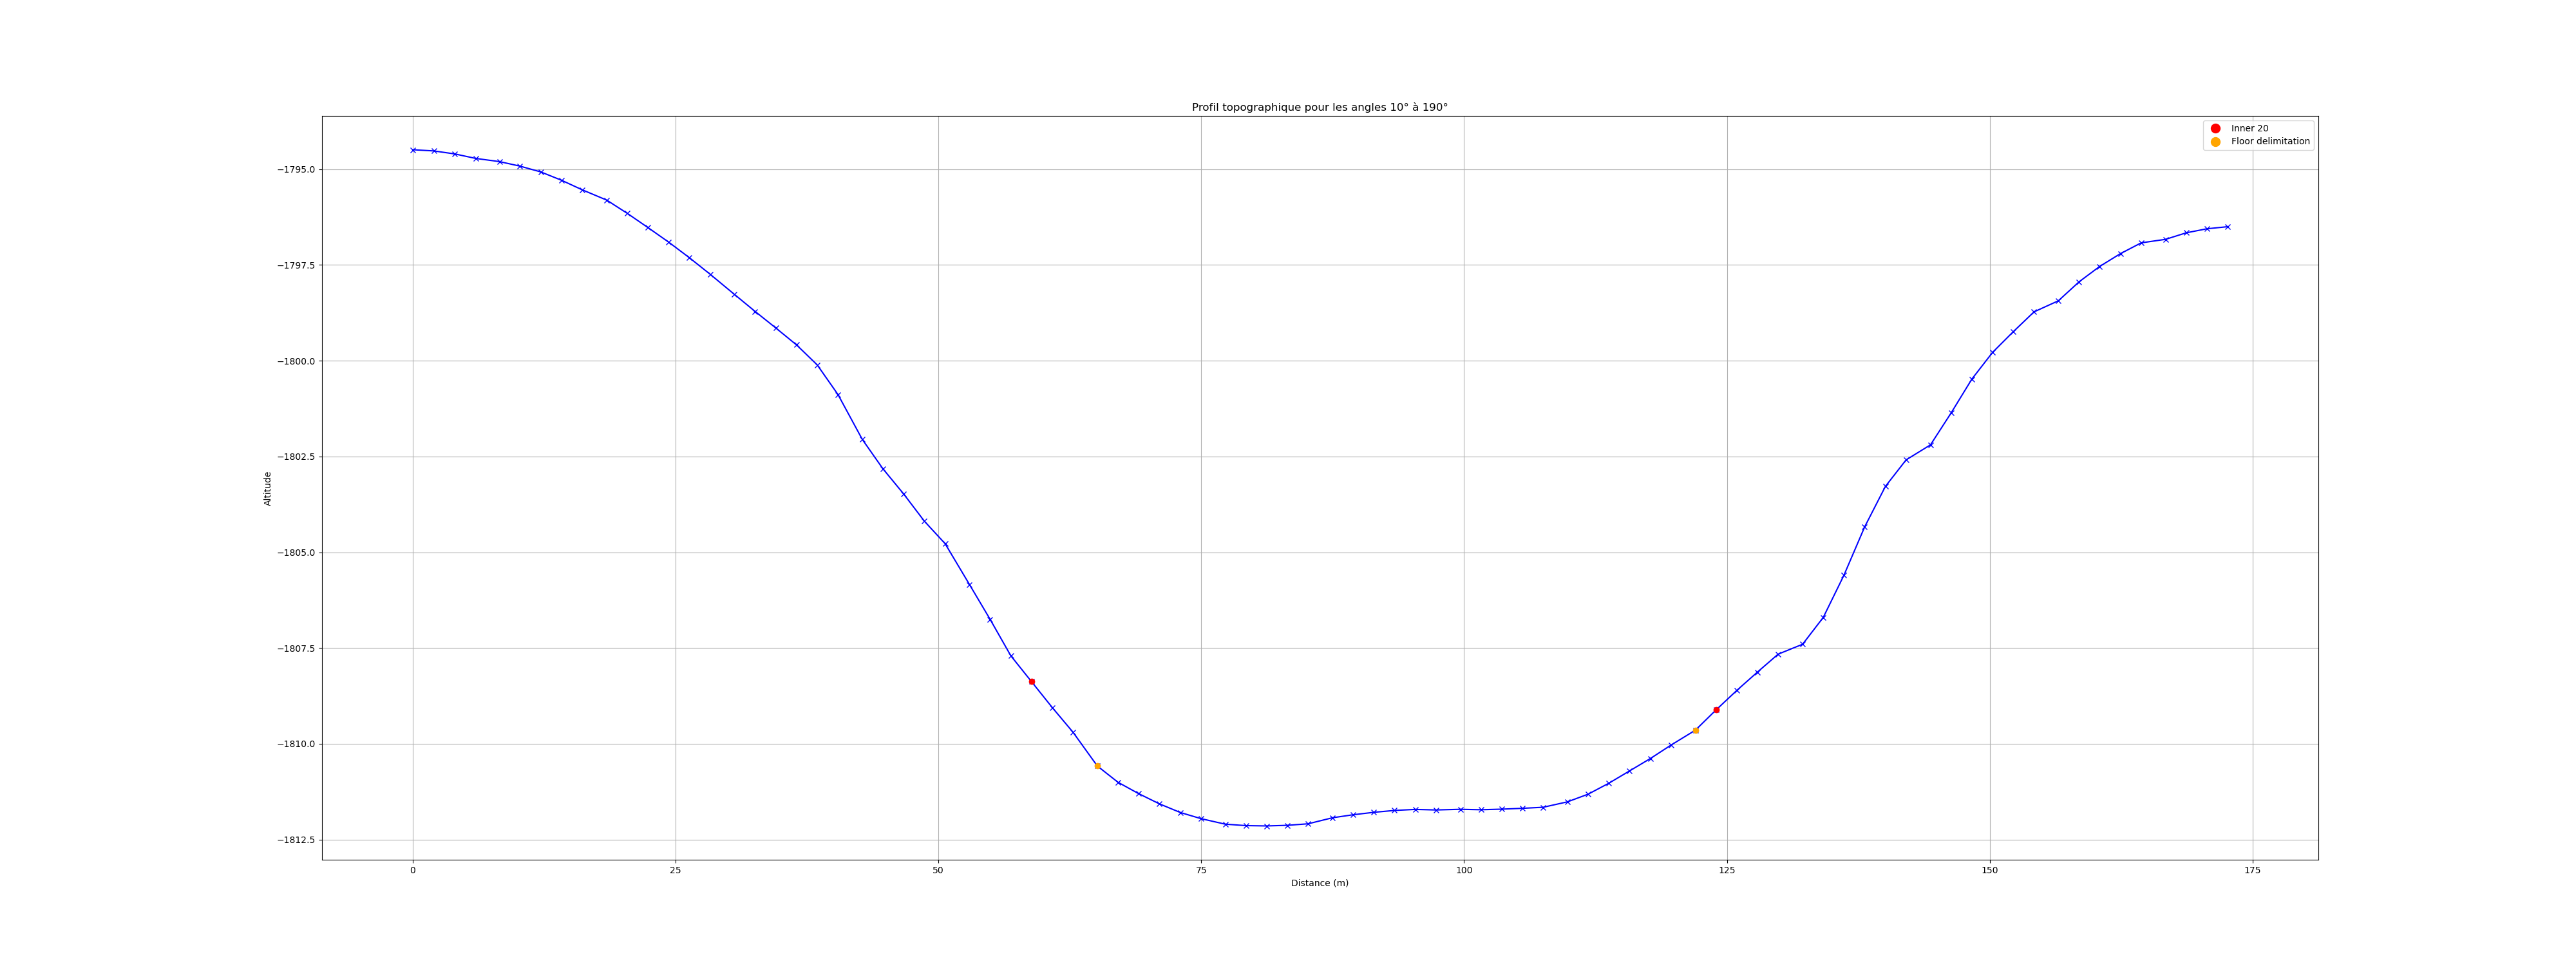 Profil topographique pour les angles 10° à 190°
Inner 20
Floor delimitation
Altitude
−1795.0
−1797.5
−1800.0
−1802.5
−1805.0
−1807.5
−1810.0
−1812.5
0 25 50 75 100 125 150 175
Distance (m)